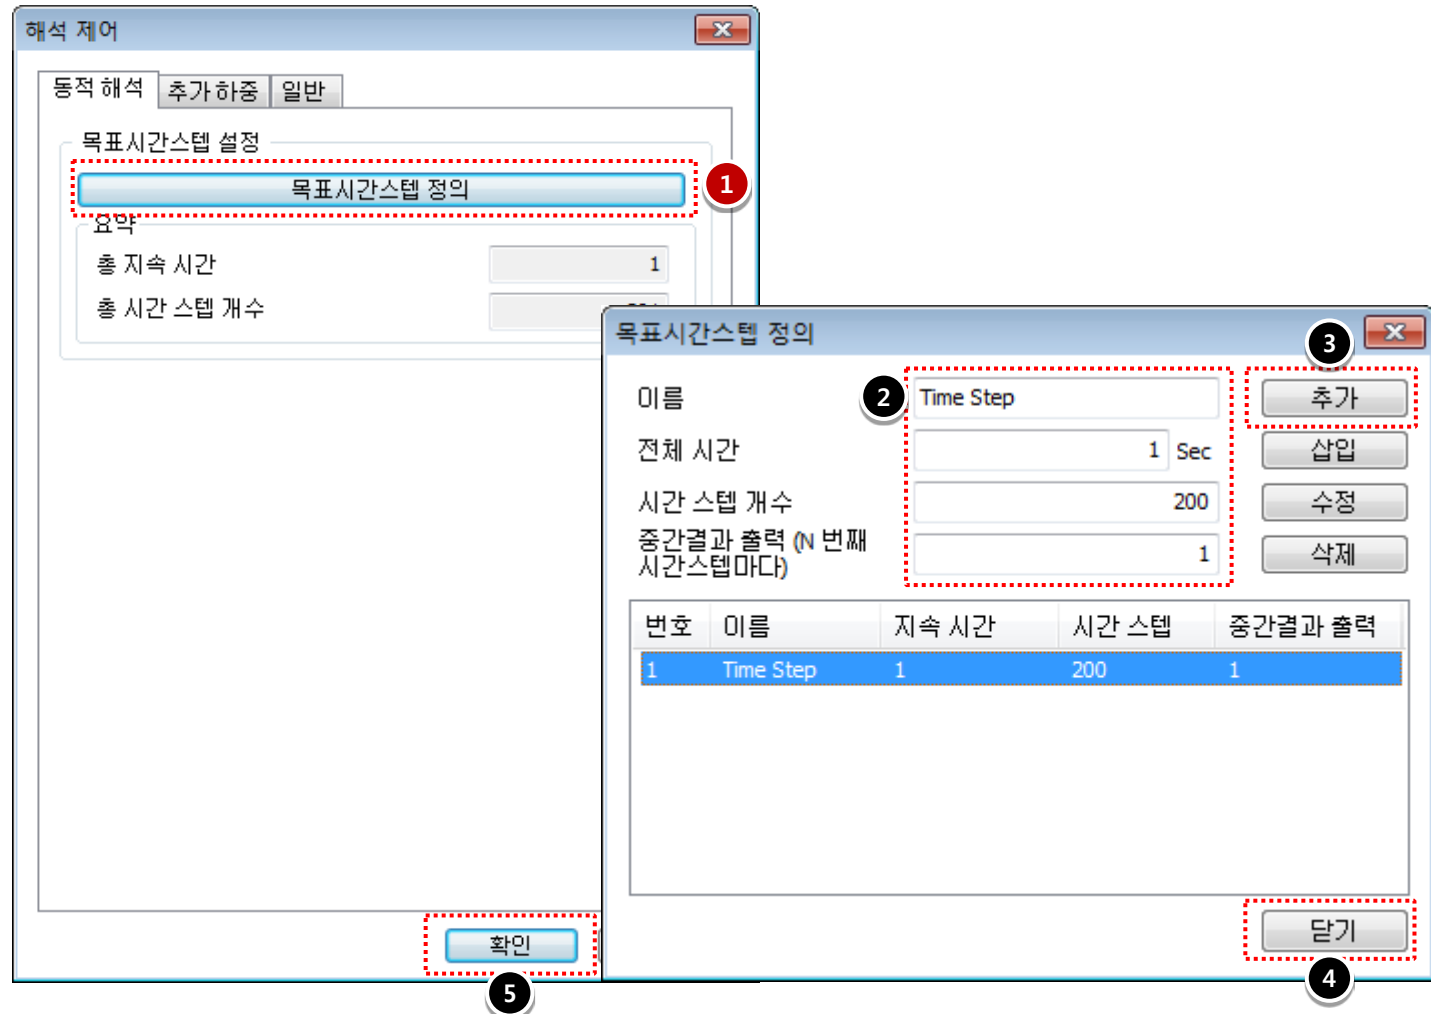 해석 제어
동적 해석 추가 하중 일반
목표시간스텝 설정
목표시간스텝 정의 1
요약
총 지속 시간 1
총 시간 스텝 개수
목표시간스텝 정의 3
이름 2 Time Step 추가
전체 시간 1 Sec 삽입
시간 스텝 개수 200 수정
중간결과 출력 (N 번째
시간스텝마다) 1 삭제
번호 이름 지속 시간 시간 스텝 중간결과 출력
1 Time Step 1 200 1
닫기
4
확인
5